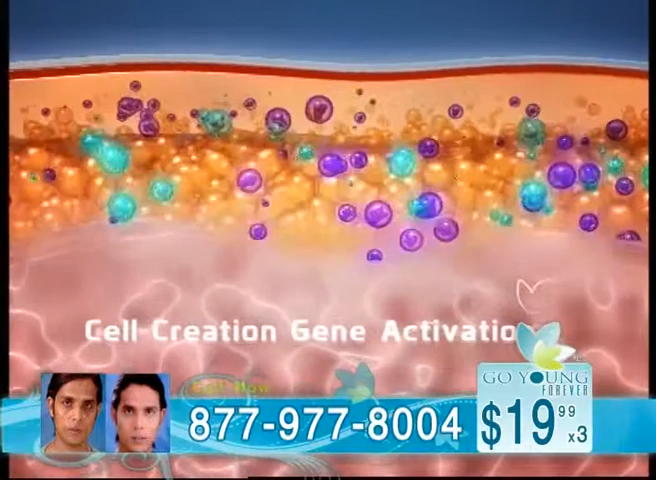 Cell Creation Gene Activatio
Call Now
877-977-8004
GO YOUNG
FOREVER
$19 99
x3